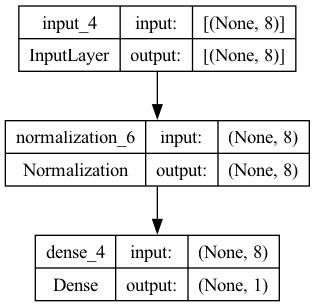 input_4 input: [(None, 8)]
InputLayer output: [(None, 8)]
normalization_6 input: (None, 8)
Normalization output: (None, 8)
dense_4 input: (None, 8)
Dense output: (None, 1)